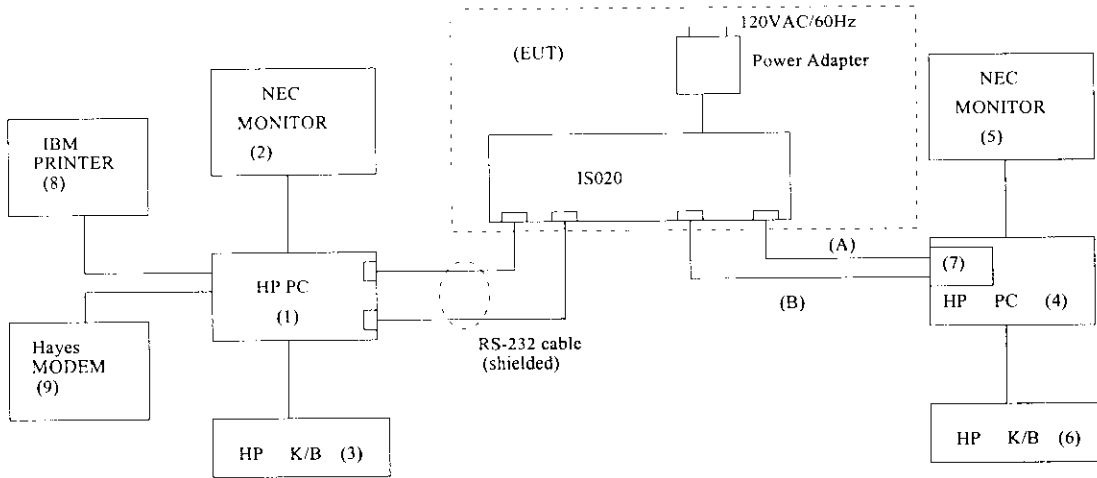 120VAC/60Hz
(EUT)
Power Adapter
NEC
MONITOR
(2)
NEC
MONITOR
(5)
IBM
PRINTER
(8)
IS020
(A)
(7)
HP PC
(1)
(B)
HP PC (4)
RS-232 cable
(shielded)
Hayes
MODEM
(9)
HP K/B (3)
HP K/B (6)